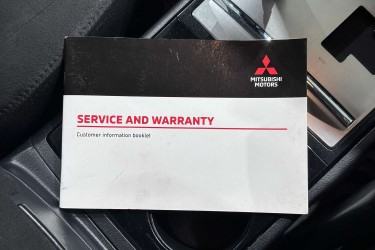 MITSUBISHI
MOTORS
SERVICE AND WARRANTY
Customer information booklet